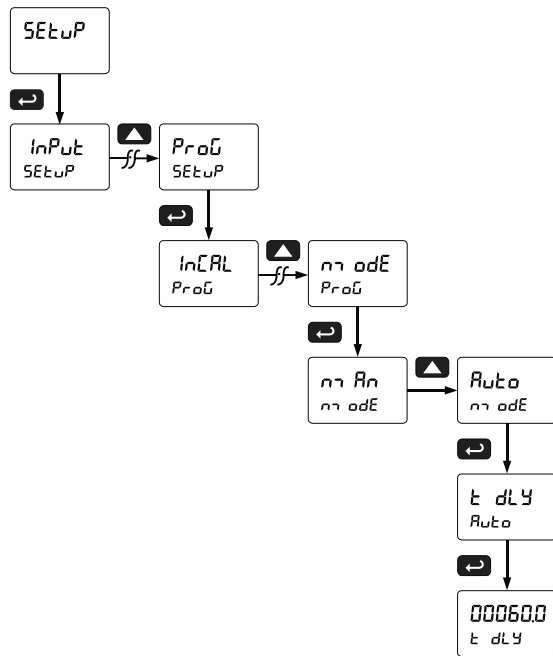 SEtuP
InPut
SEtuP
ProG
SEtuP
InCAL
ProG
m odE
ProG
m An
m odE
Auto
m odE
t dLY
Auto
00060.0
t dLY